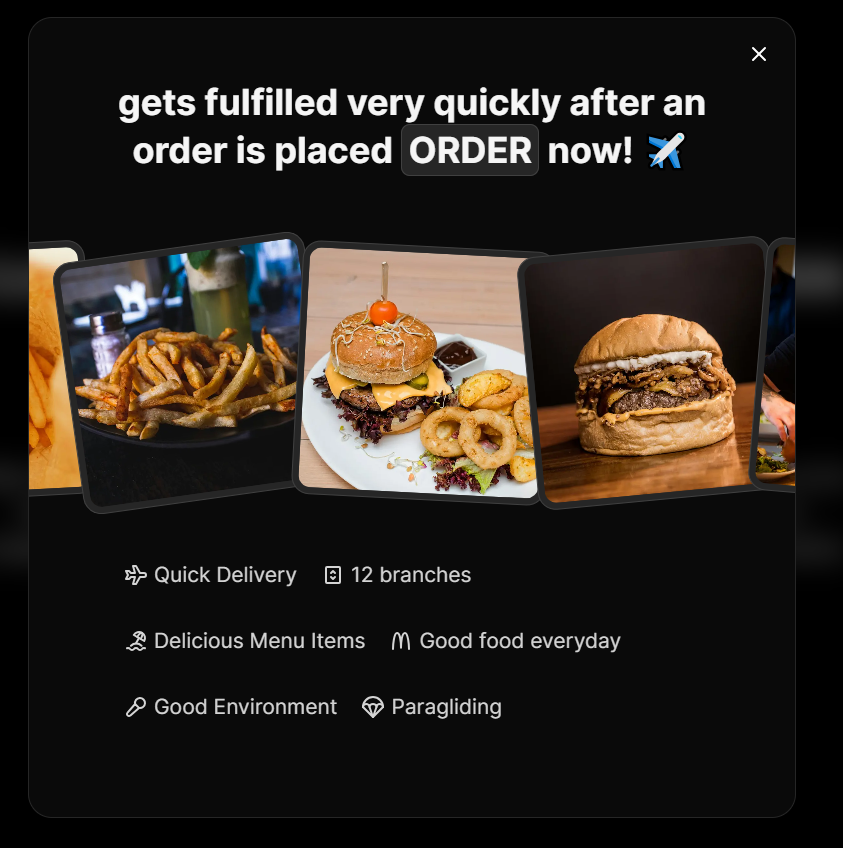 gets fulfilled very quickly after an
order is placed ORDER now!
Quick Delivery 12 branches
Delicious Menu Items Good food everyday
Good Environment Paragliding